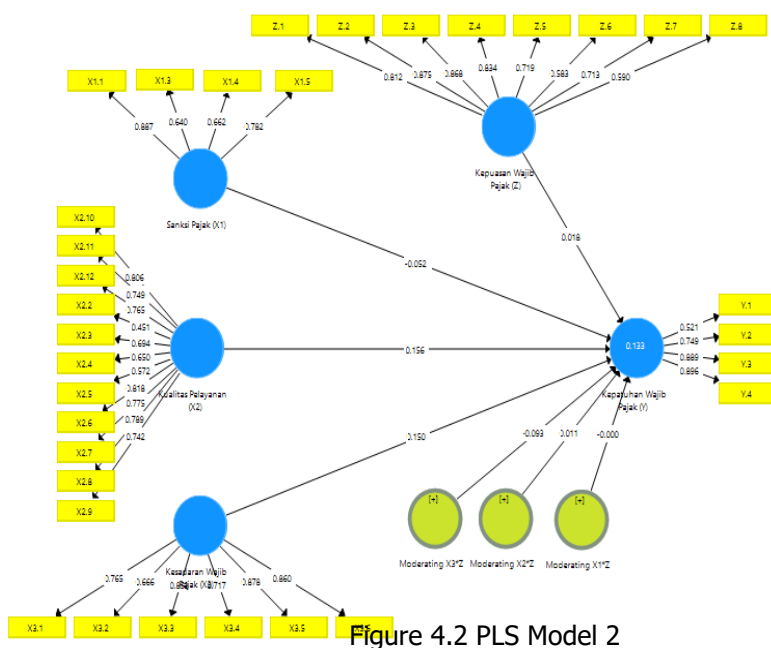 Z.1 Z.2 Z.3 Z.4 Z.5 Z.6 Z.7 Z.8
0.812 0.875 0.868 0.834 0.719 0.583 0.713 0.590
X1.1 X1.3 X1.4 X1.5
0.887 0.640 0.662 0.782
Kepuasan Wajib
Pajak (Z)
Sanksi Pajak (X1)
0.018
-0.052
X2.10
X2.11
X2.12
X2.2
X2.3
X2.4
X2.5
X2.6
X2.7
X2.8
X2.9
0.806
0.749
0.765
0.451
0.694
0.650
0.572
0.818
0.775
0.789
0.742
Kualitas Pelayanan
(X2)
0.156
0.133
Kepatuhan Wajib
Pajak (Y)
0.521
0.749
0.889
0.896
Y.1
Y.2
Y.3
Y.4
0.150
-0.093 0.011 -0.000
[+] [+] [+]
Moderating X3*Z Moderating X2*Z Moderating X1*Z
Kesadaran Wajib
Pajak (X3)
0.765 0.666 0.717 0.878 0.860
X3.1 X3.2 X3.3 X3.4 X3.5
Figure 4.2 PLS Model 2